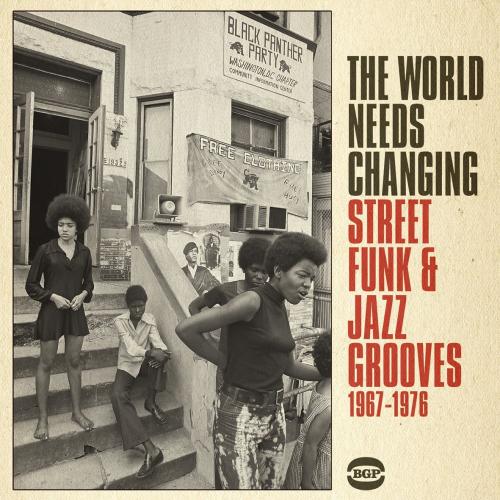 BLACK PANTHER
PARTY
WASHINGTON, D.C. CHAPTER
COMMUNITY INFORMATION CENTER
FREE CLOTHING
THE WORLD
NEEDS
CHANGING
STREET
FUNK &
JAZZ
GROOVES
1967-1976
BGP